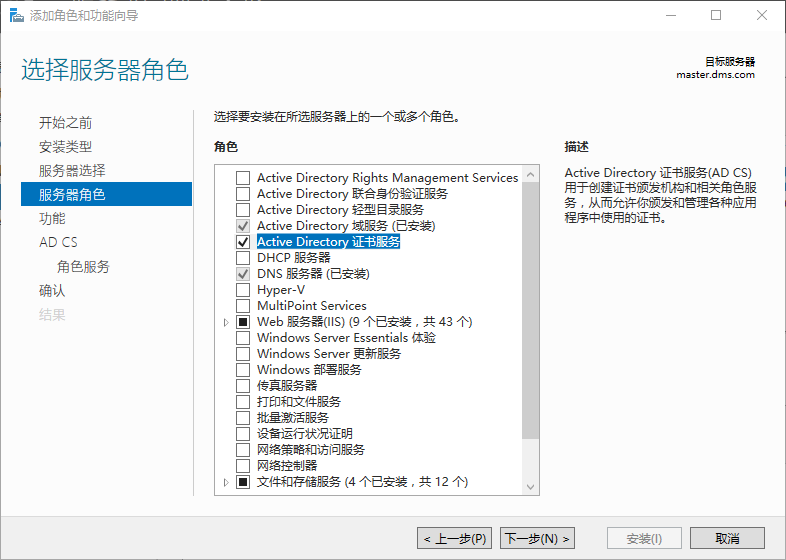 添加角色和功能向导
选择服务器角色
目标服务器
master.dms.com
开始之前
安装类型
服务器选择
服务器角色
功能
AD CS
角色服务
确认
结果
选择要安装在所选服务器上的一个或多个角色。
角色
Active Directory Rights Management Services
Active Directory 联合身份验证服务
Active Directory 轻型目录服务
Active Directory 域服务 (已安装)
Active Directory 证书服务
DHCP 服务器
DNS 服务器 (已安装)
Hyper-V
MultiPoint Services
Web 服务器(IIS) (9 个已安装，共 43 个)
Windows Server Essentials 体验
Windows Server 更新服务
Windows 部署服务
传真服务器
打印和文件服务
批量激活服务
设备运行状况证明
网络策略和访问服务
网络控制器
文件和存储服务 (4 个已安装，共 12 个)
描述
Active Directory 证书服务(AD CS)
用于创建证书颁发机构和相关角色服
务，从而允许你颁发和管理各种应用
程序中使用的证书。
< 上一步(P)
下一步(N) >
安装(I)
取消